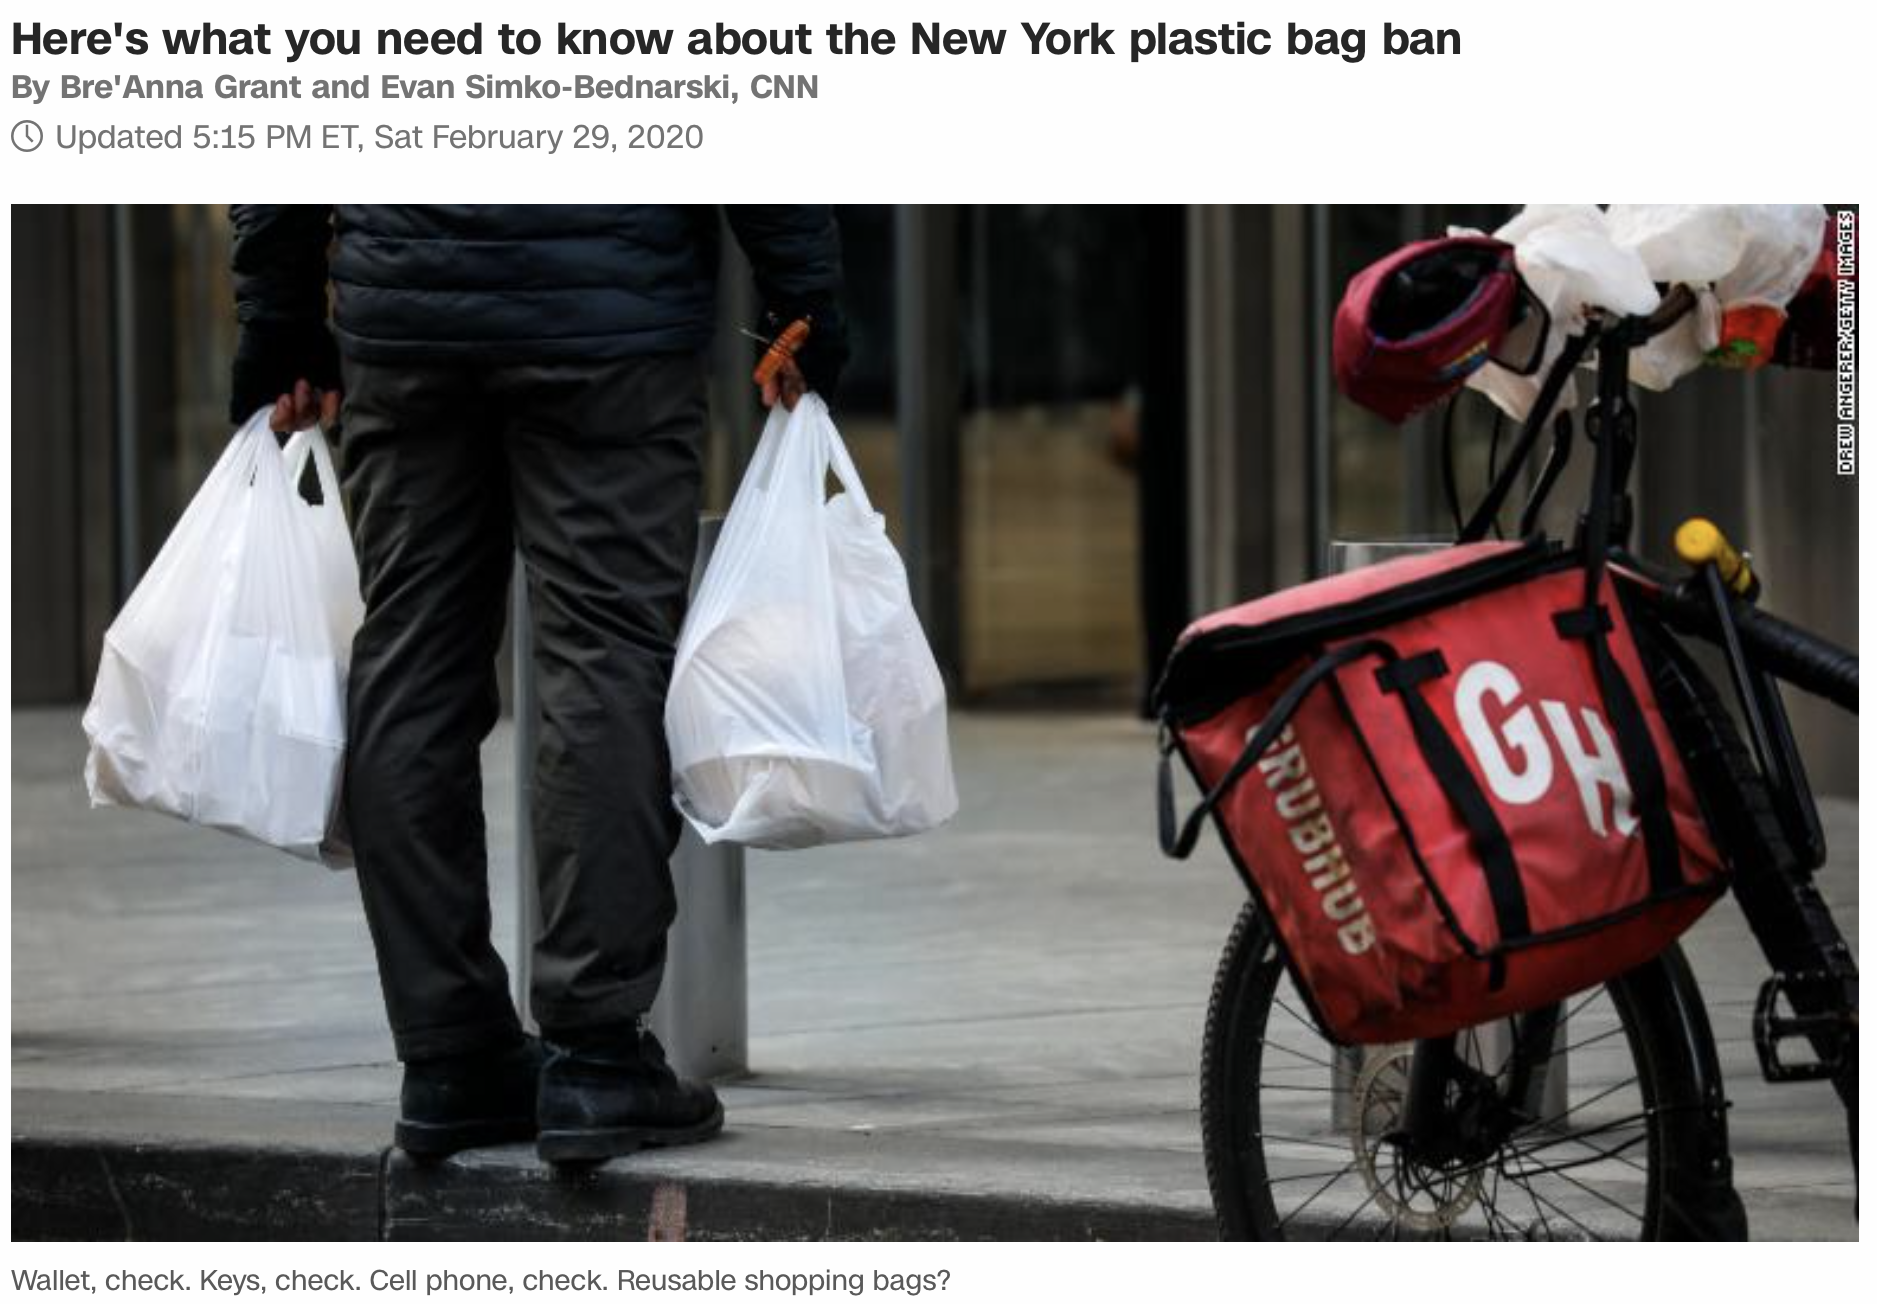 Here's what you need to know about the New York plastic bag ban
By Bre'Anna Grant and Evan Simko-Bednarski, CNN
Updated 5:15 PM ET, Sat February 29, 2020
DREW ANGERER/GETTY IMAGES
GH
GRUBHUB
Wallet, check. Keys, check. Cell phone, check. Reusable shopping bags?